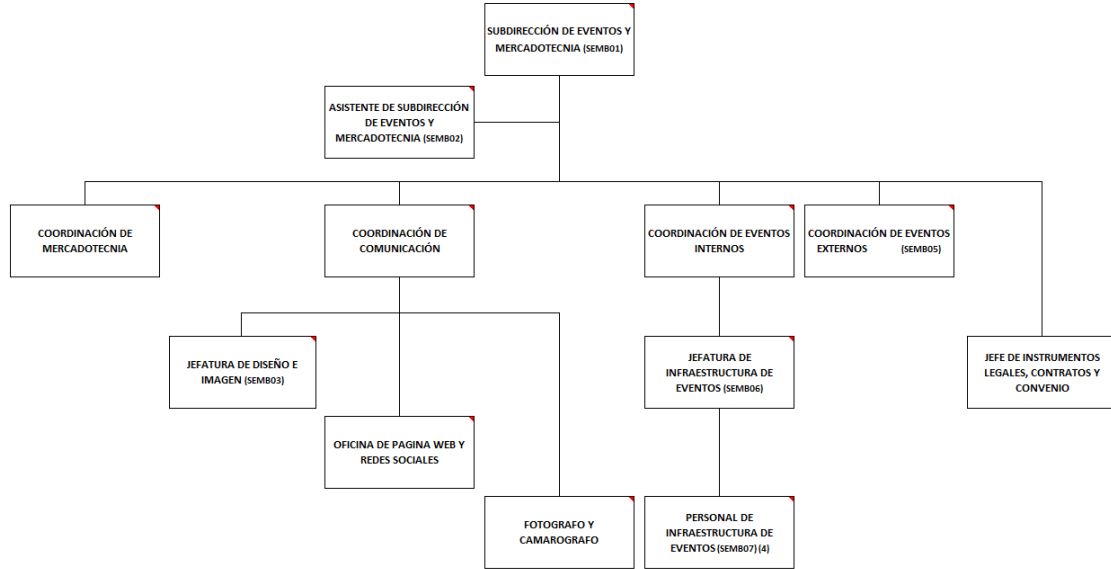 SUBDIRECCIÓN DE EVENTOS Y
MERCADOTECNIA (SEMB01)
ASISTENTE DE SUBDIRECCIÓN
DE EVENTOS Y
MERCADOTECNIA (SEMB02)
COORDINACIÓN DE
MERCADOTECNIA
COORDINACIÓN DE
COMUNICACIÓN
COORDINACIÓN DE EVENTOS
INTERNOS
COORDINACIÓN DE EVENTOS
EXTERNOS (SEMB05)
JEFATURA DE DISEÑO E
IMAGEN (SEMB03)
JEFATURA DE
INFRAESTRUCTURA DE
EVENTOS (SEMB06)
JEFE DE INSTRUMENTOS
LEGALES, CONTRATOS Y
CONVENIO
OFICINA DE PAGINA WEB Y
REDES SOCIALES
FOTOGRAFO Y
CAMAROGRAFO
PERSONAL DE
INFRAESTRUCTURA DE
EVENTOS (SEMB07) (4)